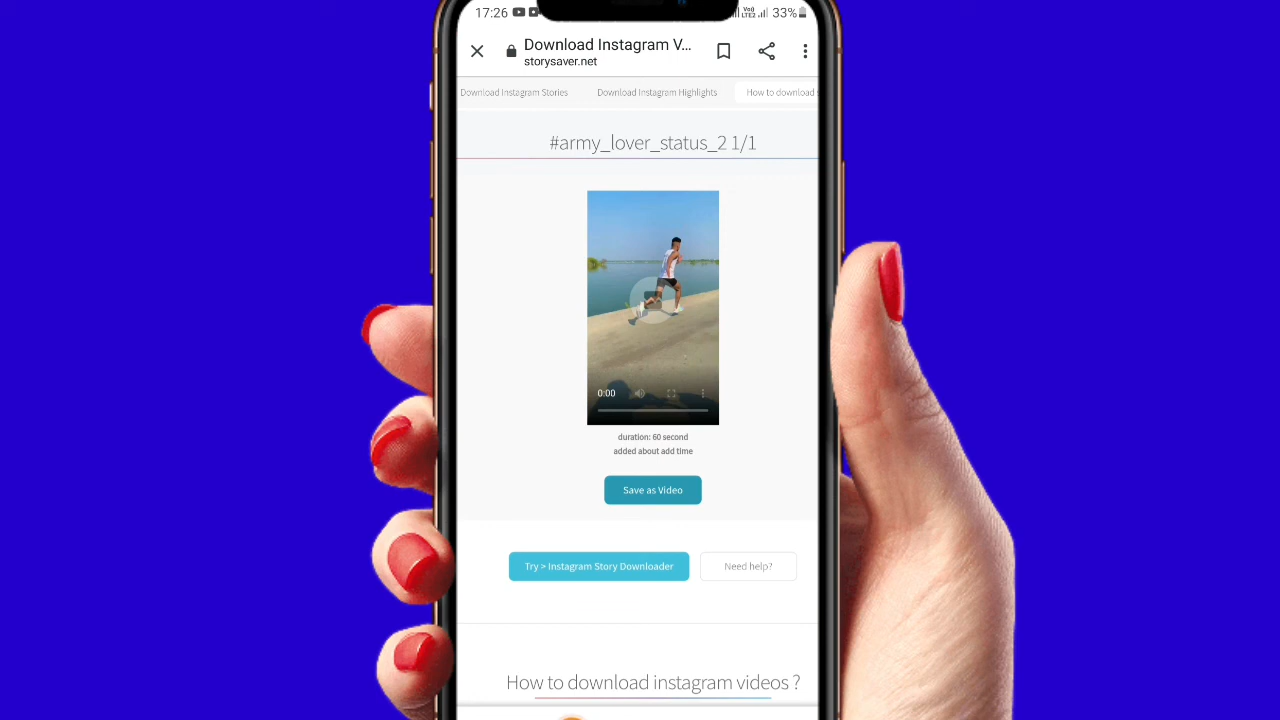 17:26
Vo)) LTE2 33%
Download Instagram V...
storysaver.net
Download Instagram Stories Download Instagram Highlights How to download
#army_lover_status_2 1/1
0:00
duration: 60 second
added about add time
Save as Video
Try > Instagram Story Downloader Need help?
How to download instagram videos ?